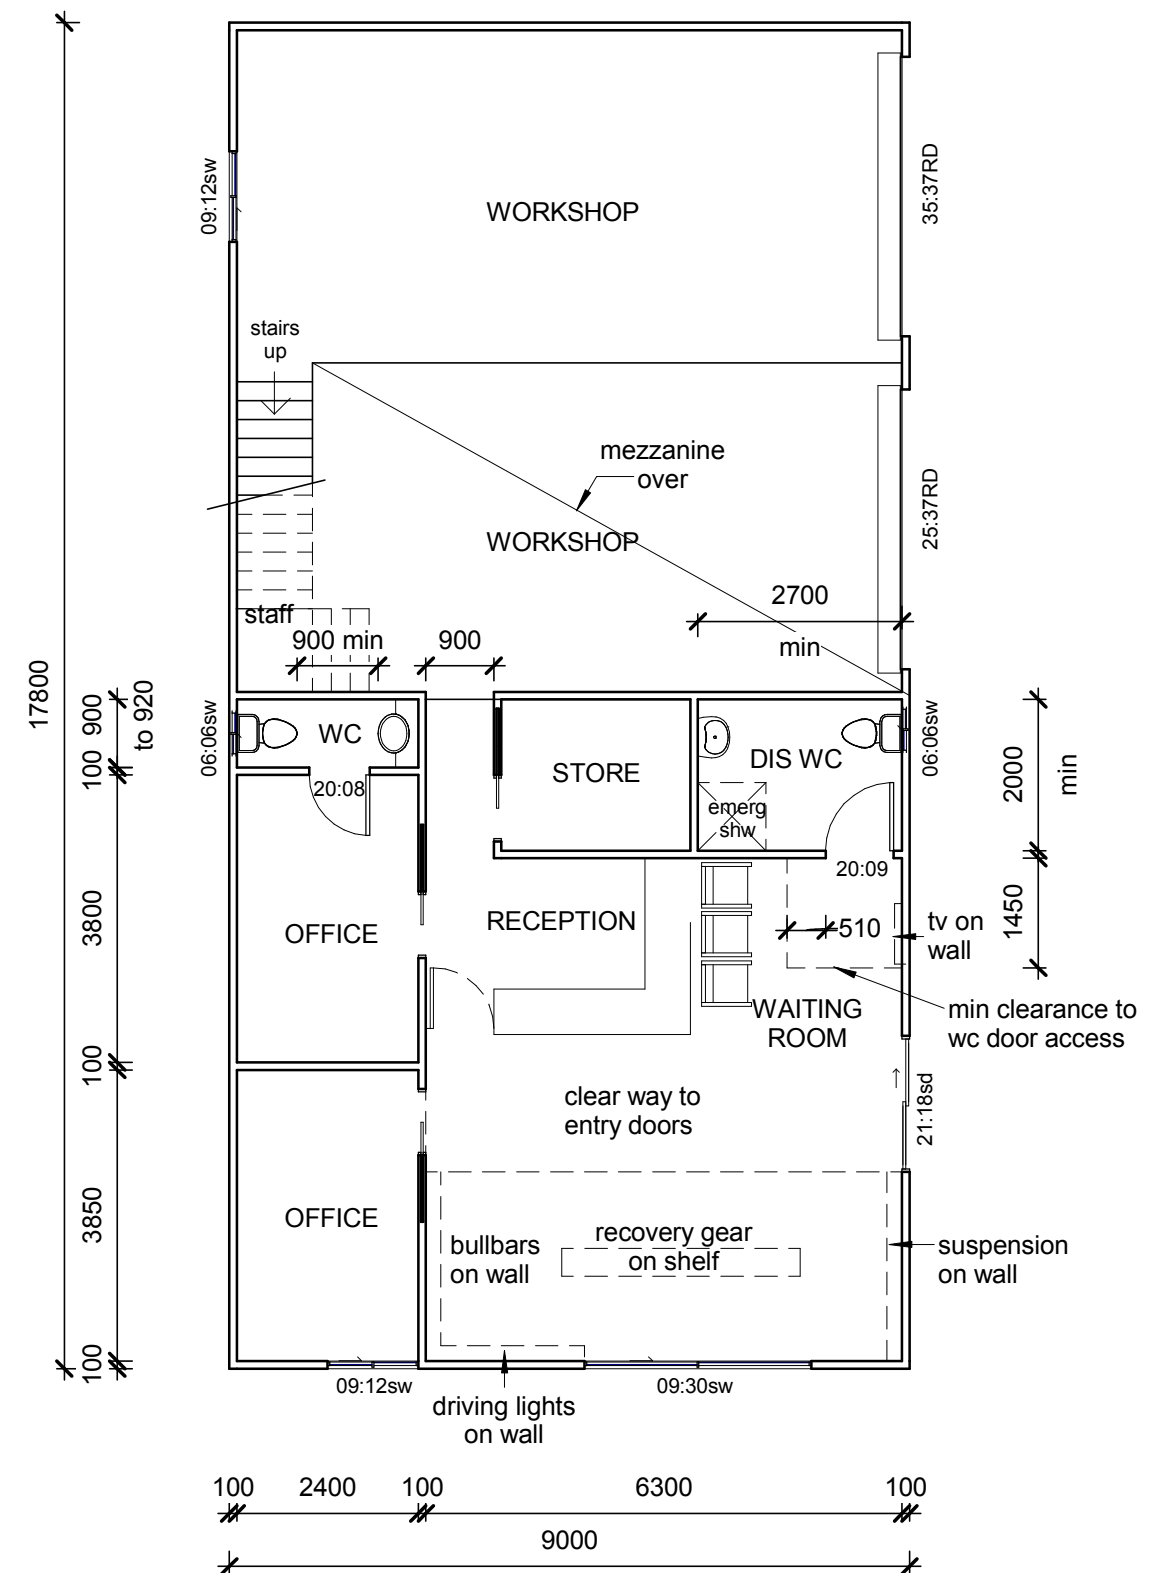 WORKSHOP
09:12sw
35:37RD
stairs
up
mezzanine
over
WORKSHOP
25:37RD
2700
min
staff
900 min
900
17800
900
to 920
100
3800
100
3850
100
06:06sw
WC
20:08
STORE
DIS WC
emerg
shw
06:06sw
2000
min
20:09
1450
OFFICE
RECEPTION
510
tv on
wall
WAITING
ROOM
min clearance to
wc door access
clear way to
entry doors
21:18sd
OFFICE
bullbars
on wall
recovery gear
on shelf
suspension
on wall
09:12sw
09:30sw
driving lights
on wall
100 2400 100 6300 100
9000